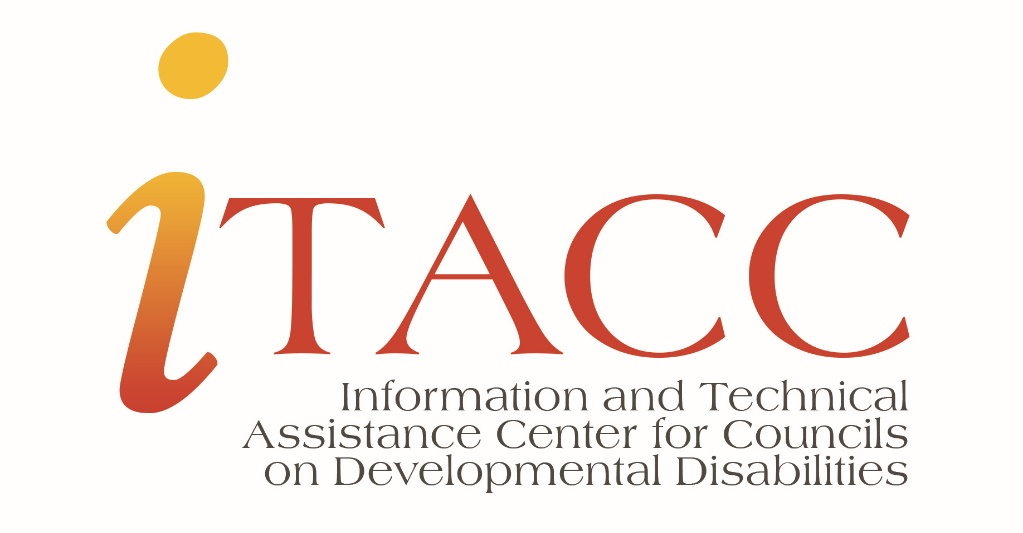 iTACC
Information and Technical
Assistance Center for Councils
on Developmental Disabilities